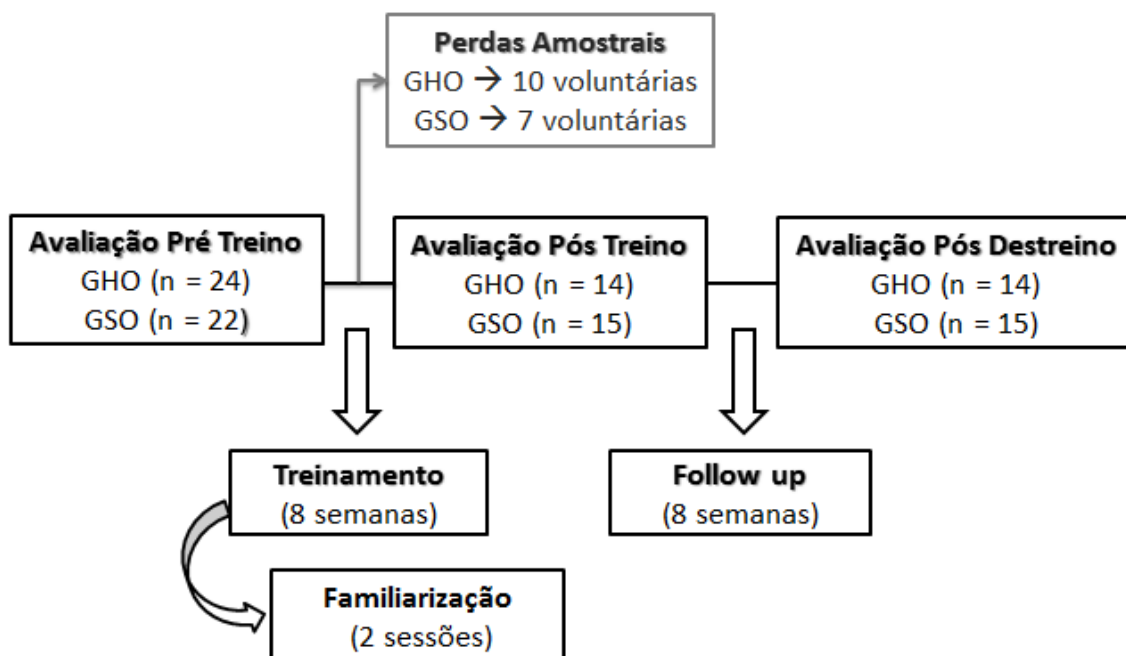 Perdas Amostrais
GHO → 10 voluntárias
GSO → 7 voluntárias
Avaliação Pré Treino
GHO (n = 24)
GSO (n = 22)
Avaliação Pós Treino
GHO (n = 14)
GSO (n = 15)
Avaliação Pós Destreino
GHO (n = 14)
GSO (n = 15)
Treinamento
(8 semanas)
Follow up
(8 semanas)
Familiarização
(2 sessões)